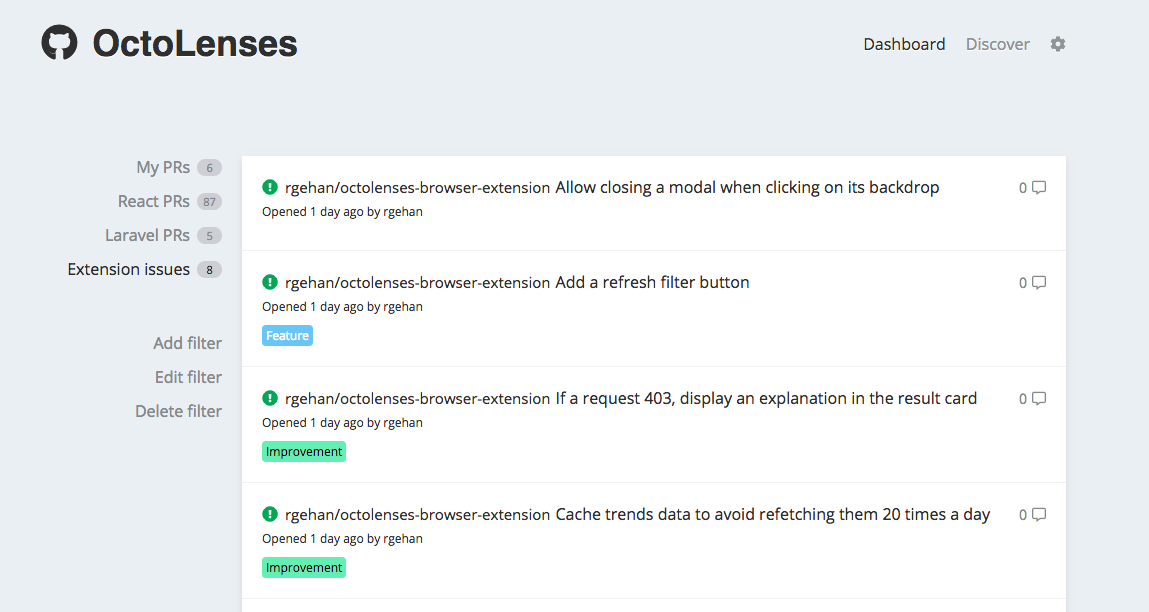 OctoLenses
Dashboard Discover
My PRs 6
React PRs 87
Laravel PRs 5
Extension issues 8
Add filter
Edit filter
Delete filter
rgehan/octolenses-browser-extension Allow closing a modal when clicking on its backdrop 0
Opened 1 day ago by rgehan
rgehan/octolenses-browser-extension Add a refresh filter button 0
Opened 1 day ago by rgehan
Feature
rgehan/octolenses-browser-extension If a request 403, display an explanation in the result card 0
Opened 1 day ago by rgehan
Improvement
rgehan/octolenses-browser-extension Cache trends data to avoid refetching them 20 times a day 0
Opened 1 day ago by rgehan
Improvement